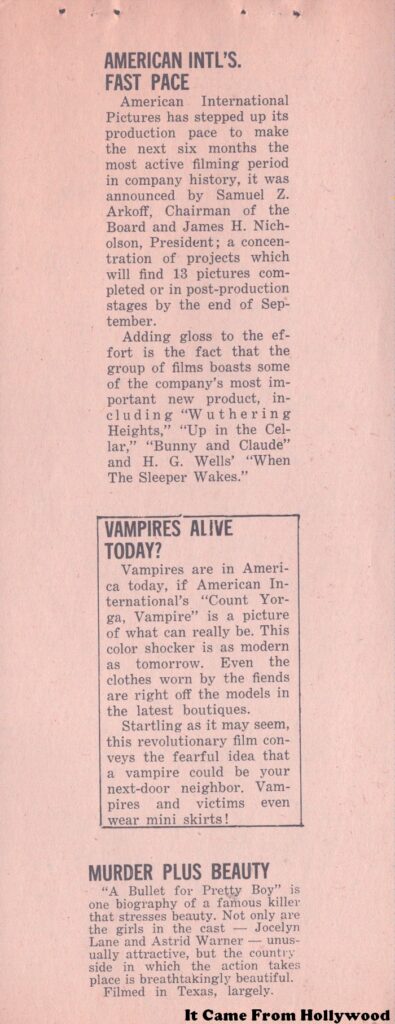 AMERICAN INTL'S.
FAST PACE
American International
Pictures has stepped up its
production pace to make
the next six months the
most active filming period
in company history, it was
announced by Samuel Z.
Arkoff, Chairman of the
Board and James H. Nich-
olson, President; a concen-
tration of projects which
will find 13 pictures com-
pleted or in post-production
stages by the end of Sep-
tember.
Adding gloss to the ef-
fort is the fact that the
group of films boasts some
of the company's most im-
portant new product, in-
cluding "Wuthering
Heights," "Up in the Cel-
lar," "Bunny and Claude"
and H. G. Wells' "When
The Sleeper Wakes."
VAMPIRES ALIVE
TODAY?
Vampires are in Ameri-
ca today, if American In-
ternational's "Count Yor-
ga, Vampire" is a picture
of what can really be. This
color shocker is as modern
as tomorrow. Even the
clothes worn by the fiends
are right off the models in
the latest boutiques.
Startling as it may seem,
this revolutionary film con-
veys the fearful idea that
a vampire could be your
next-door neighbor. Vam-
pires and victims even
wear mini skirts!
MURDER PLUS BEAUTY
"A Bullet for Pretty Boy" is
one biography of a famous killer
that stresses beauty. Not only are
the girls in the cast — Jocelyn
Lane and Astrid Warner — unus-
ually attractive, but the country
side in which the action takes
place is breathtakingly beautiful.
Filmed in Texas, largely.
It Came From Hollywood